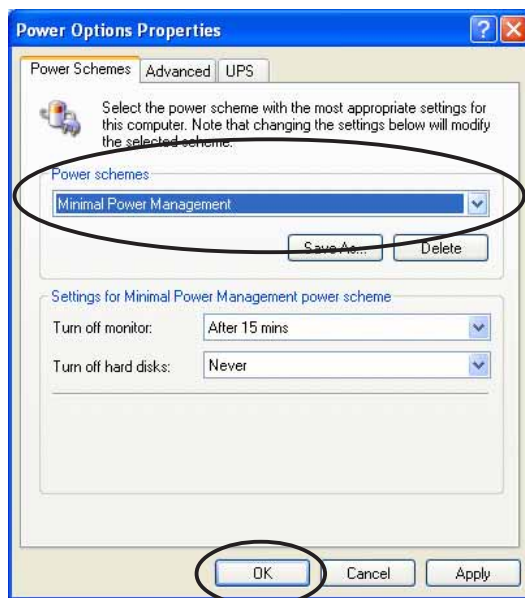 Power Options Properties
Power Schemes Advanced UPS
Select the power scheme with the most appropriate settings for
this computer. Note that changing the settings below will modify
the selected scheme.
Power schemes
Minimal Power Management
Save As... Delete
Settings for Minimal Power Management power scheme
Turn off monitor: After 15 mins
Turn off hard disks: Never
OK Cancel Apply